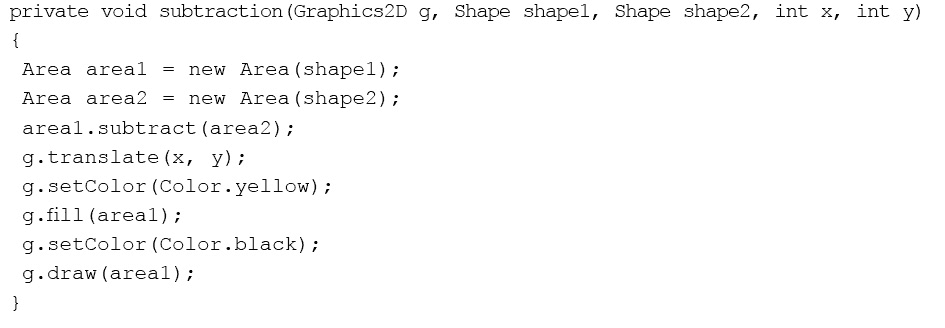 private void subtraction(Graphics2D g, Shape shape1, Shape shape2, int x, int y)
{
 Area area1 = new Area(shape1);
 Area area2 = new Area(shape2);
 area1.subtract(area2);
 g.translate(x, y);
 g.setColor(Color.yellow);
 g.fill(area1);
 g.setColor(Color.black);
 g.draw(area1);
}